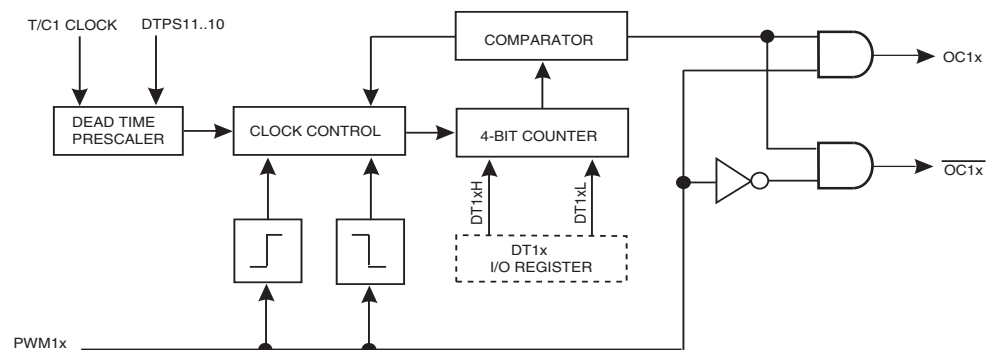 T/C1 CLOCK
DTPS11..10
COMPARATOR
OC1x
DEAD TIME
PRESCALER
CLOCK CONTROL
4-BIT COUNTER
OC1x
DT1xH
DT1xL
DT1x
I/O REGISTER
PWM1x